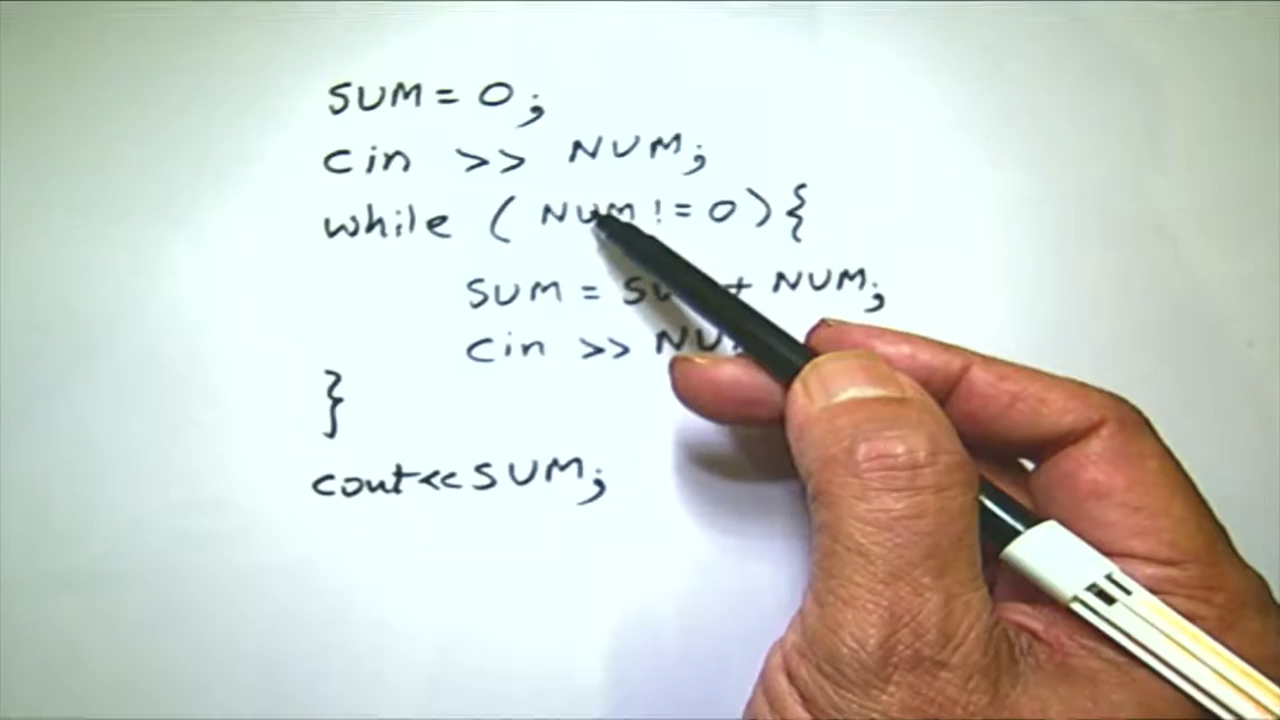 SUM = 0;
cin >> NUM;
while ( NUM != 0 ) {
SUM = + NUM;
cin >>
}
cout << SUM;